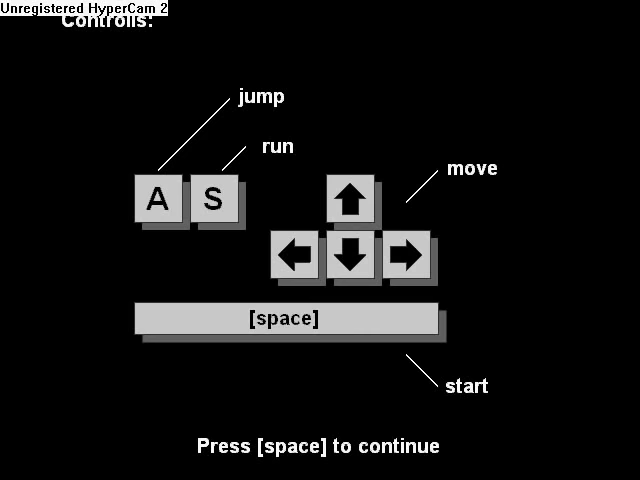 Unregistered HyperCam 2
Controlls:
jump
run
move
A
S
[space]
start
Press [space] to continue